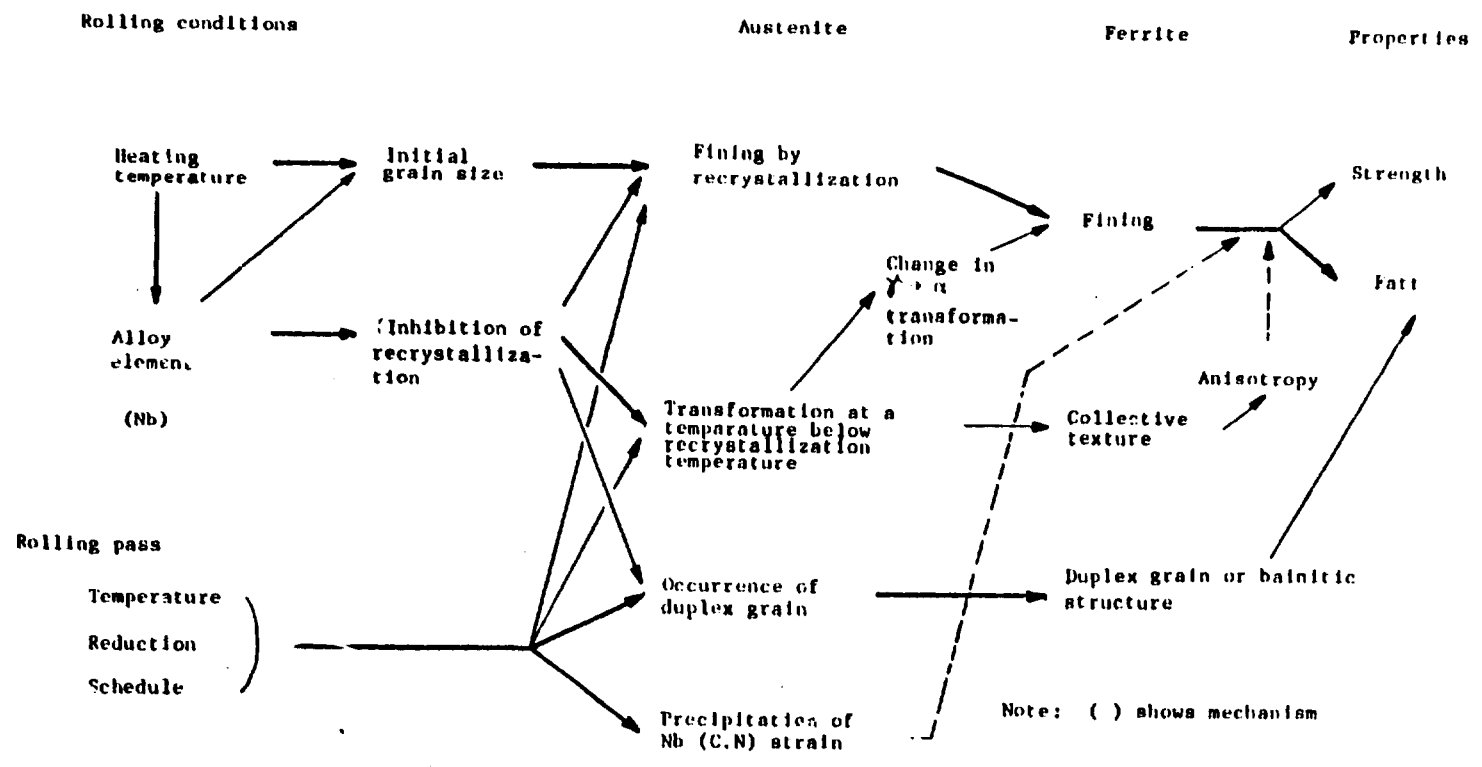 Rolling conditions
Austenite
Ferrite
Properties
Heating
temperature
Initial
grain size
Fining by
recrystallization
Strength
Fining
Change in
γ → α
transforma-
tion
Fatt
Alloy
element
(Nb)
(Inhibition of
recrystalliza-
tion
Transformation at a
temparature below
recrystallization
temperature
Collective
texture
Anisotropy
Rolling pass
Temperature
Reduction
Schedule
Occurrence of
duplex grain
Duplex grain or bainitic
structure
Precipitation of
Nb (C.N) strain
Note: ( ) shows mechanism